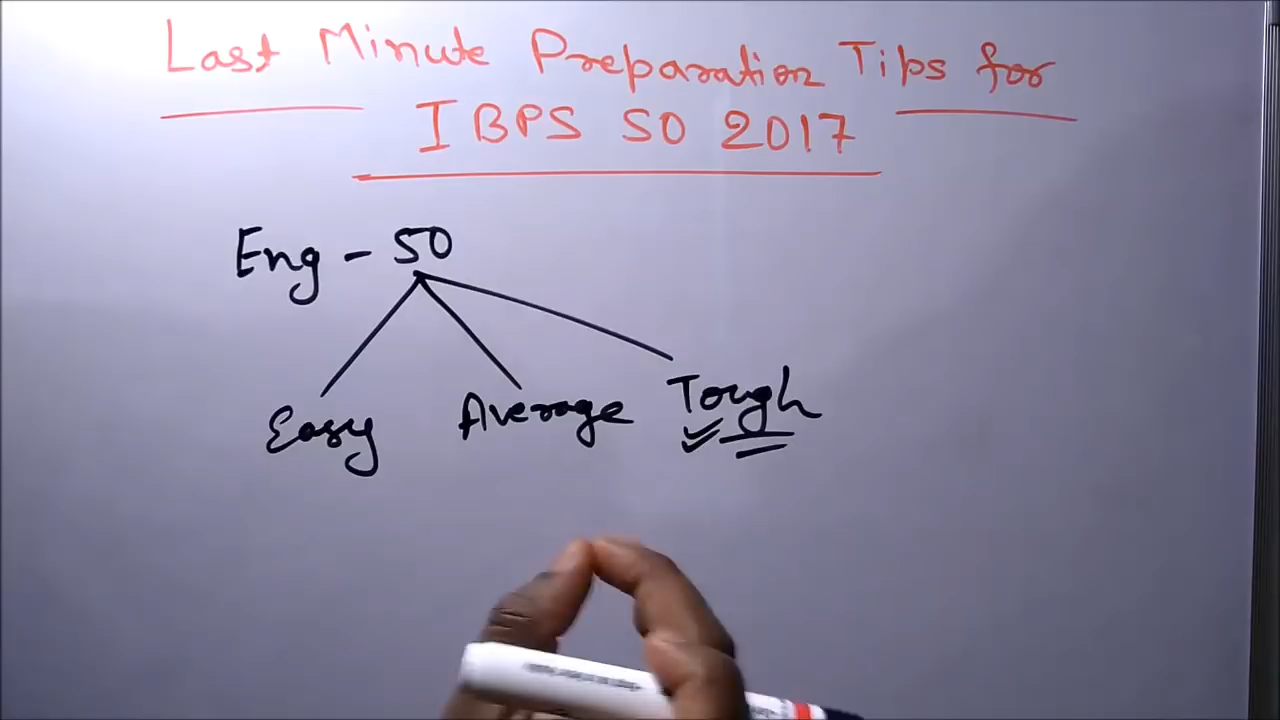 Last Minute Preparation Tips for
IBPS SO 2017
Eng - 50
Easy Average Tough